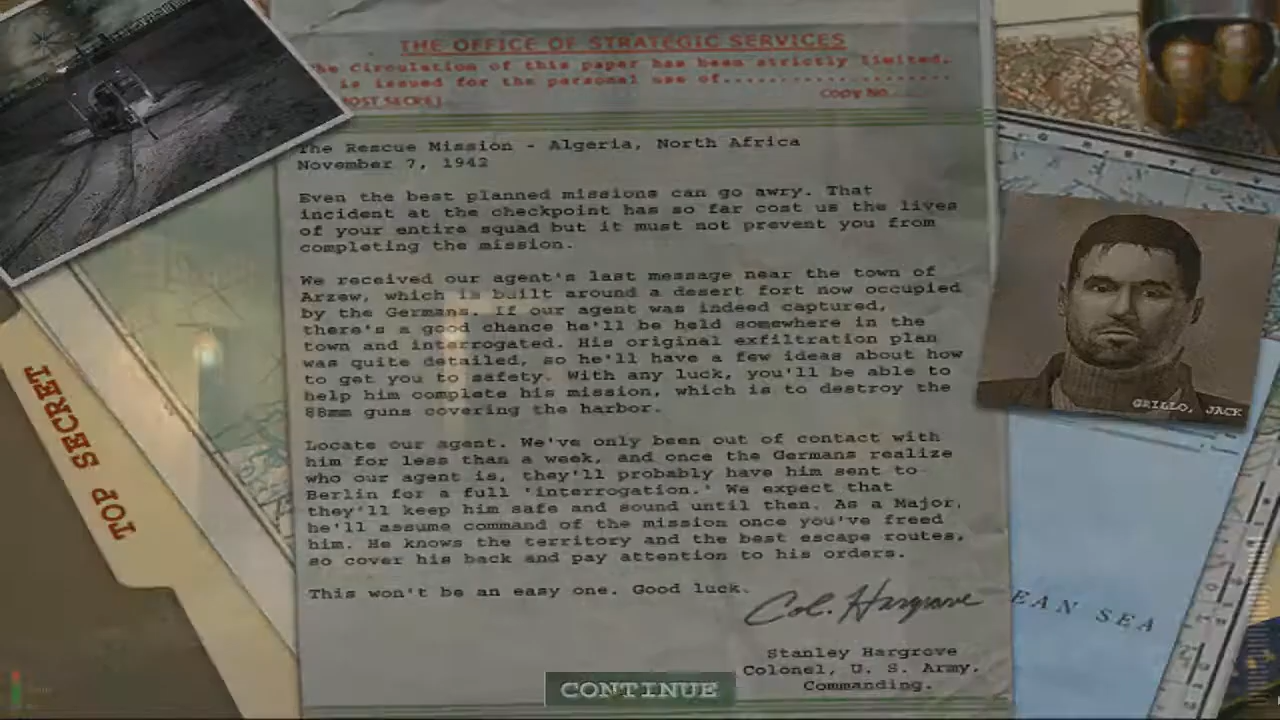 THE OFFICE OF STRATEGIC SERVICES
The Circulation of this paper has been strictly limited.
is issued for the personal use of......................
MOST SECRET.
Copy No....
The Rescue Mission - Algeria, North Africa
November 7, 1942
Even the best planned missions can go awry. That
incident at the checkpoint has so far cost us the lives
of your entire squad but it must not prevent you from
completing the mission.
We received our agent's last message near the town of
Arzew, which is built around a desert fort now occupied
by the Germans. If our agent was indeed captured,
there's a good chance he'll be held somewhere in the
town and interrogated. His original exfiltration plan
was quite detailed, so he'll have a few ideas about how
to get you to safety. With any luck, you'll be able to
help him complete his mission, which is to destroy the
88mm guns covering the harbor.
Locate our agent. We've only been out of contact with
him for less than a week, and once the Germans realize
who our agent is, they'll probably have him sent to
Berlin for a full 'interrogation.' We expect that
they'll keep him safe and sound until then. As a Major,
he'll assume command of the mission once you've freed
him. He knows the territory and the best escape routes,
so cover his back and pay attention to his orders.
This won't be an easy one. Good luck.
Col. Hargrove
Stanley Hargrove
Colonel, U. S. Army.
Commanding.
CONTINUE
TOP SECRET
GRILLO, JACK
EAN SEA